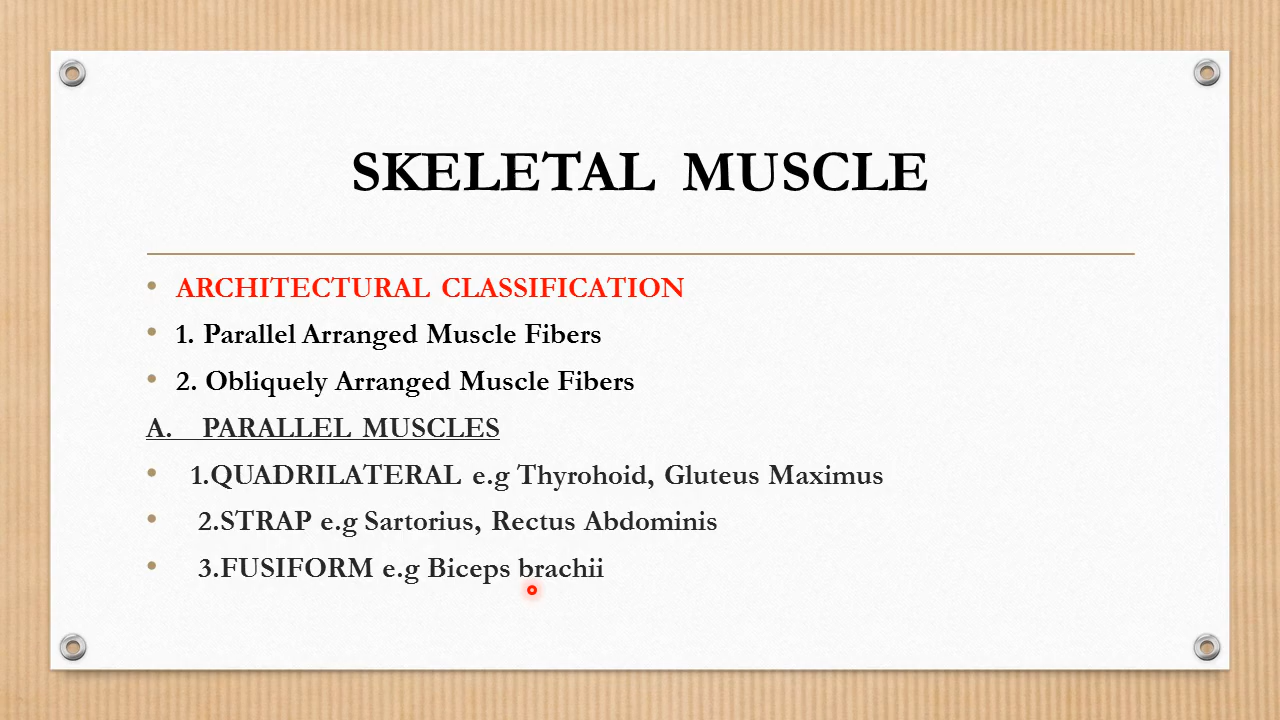 SKELETAL MUSCLE
• ARCHITECTURAL CLASSIFICATION
• 1. Parallel Arranged Muscle Fibers
• 2. Obliquely Arranged Muscle Fibers
A. PARALLEL MUSCLES
• 1.QUADRILATERAL e.g Thyrohoid, Gluteus Maximus
• 2.STRAP e.g Sartorius, Rectus Abdominis
• 3.FUSIFORM e.g Biceps brachii